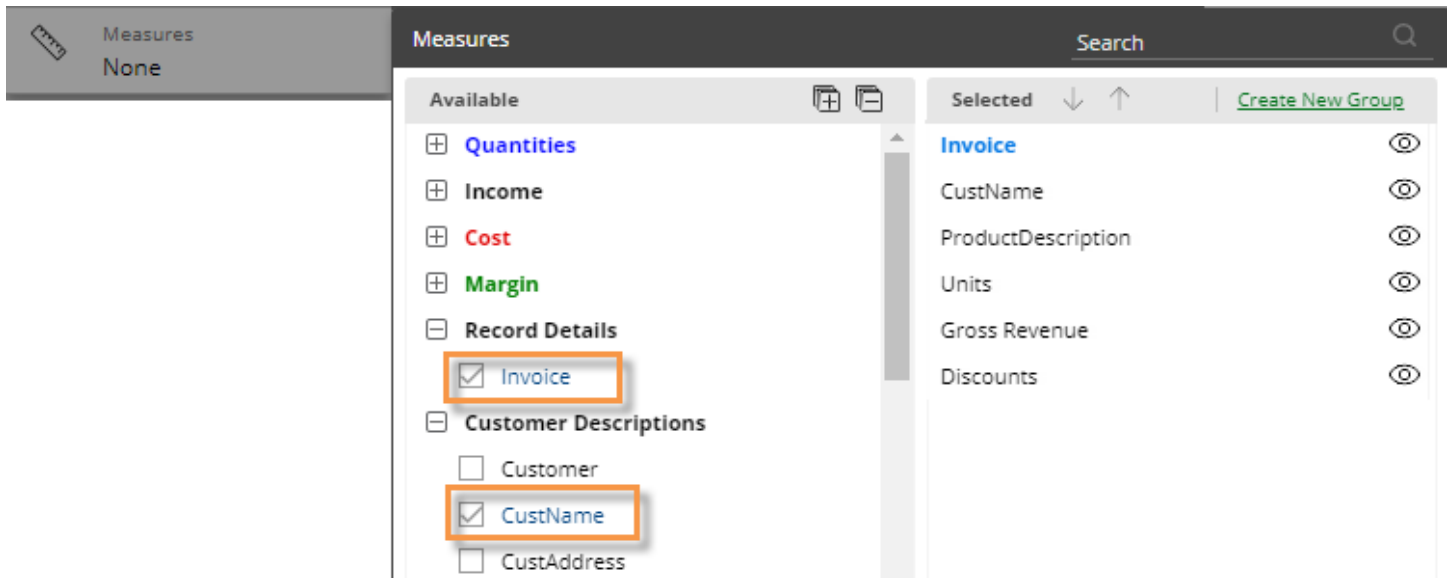 Measures
None
Measures
Search
Available
Selected
Create New Group
Quantities
Income
Cost
Margin
Record Details
Invoice
Customer Descriptions
Customer
CustName
CustAddress
Invoice
CustName
ProductDescription
Units
Gross Revenue
Discounts